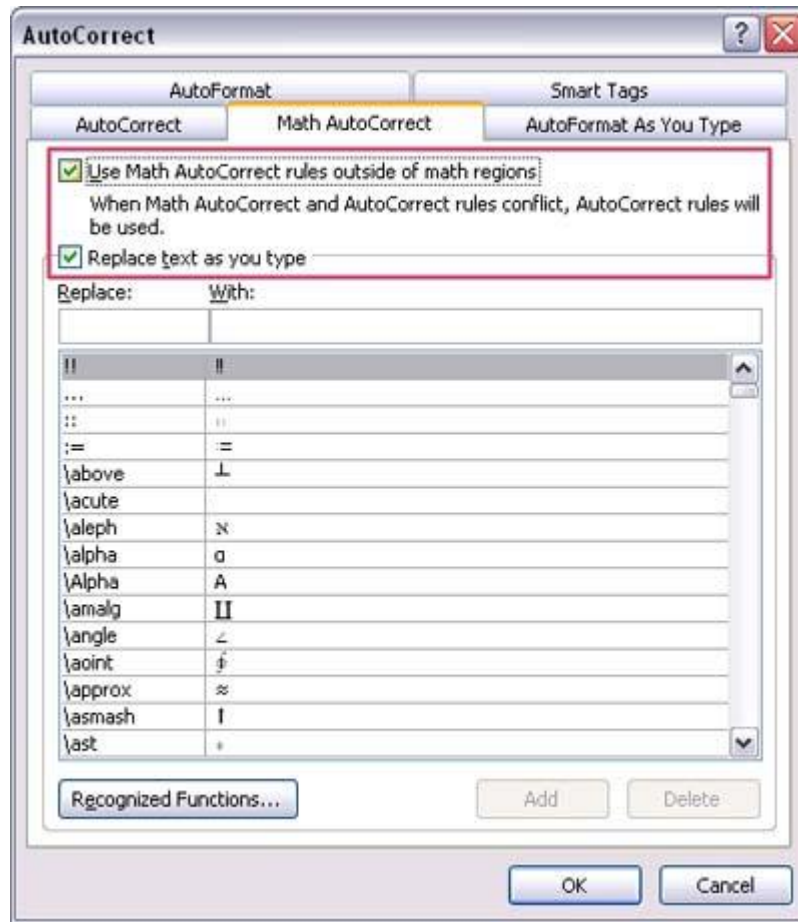 AutoCorrect
AutoFormat Smart Tags
AutoCorrect Math AutoCorrect AutoFormat As You Type
Use Math AutoCorrect rules outside of math regions
When Math AutoCorrect and AutoCorrect rules conflict, AutoCorrect rules will
be used.
Replace text as you type
Replace: With:
!! ‼
... …
:: ∷
:= ≔
\above ┴
\acute
\aleph ℵ
\alpha α
\Alpha Α
\amalg ∐
\angle ∠
\aoint ∳
\approx ≈
\asmash ⬆
\ast ∗
Recognized Functions... Add Delete
OK Cancel